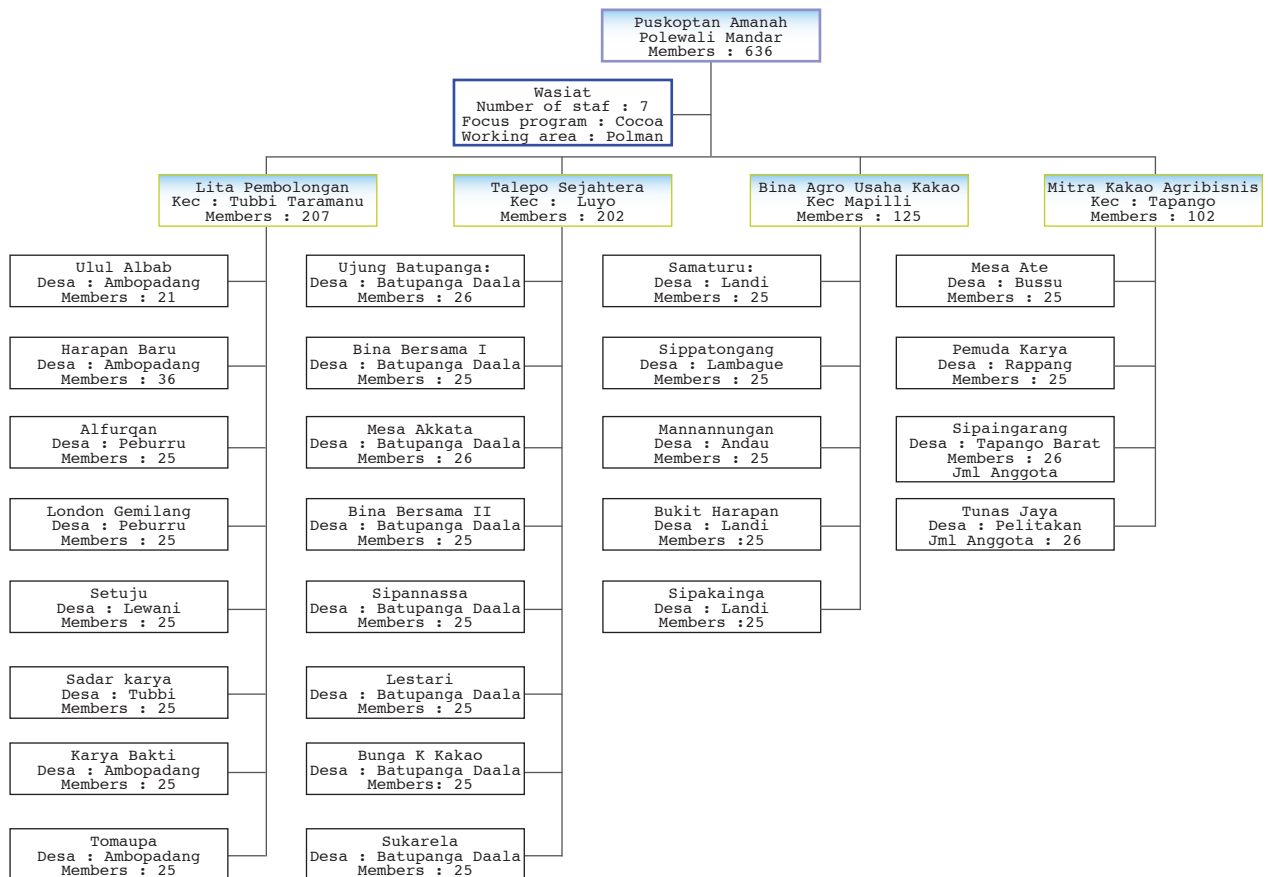 Puskoptan Amanah
Polewali Mandar
Members : 636
Wasiat
Number of staf : 7
Focus program : Cocoa
Working area : Polman
Lita Pembolongan
Kec : Tubbi Taramanu
Members : 207
Talepo Sejahtera
Kec :  Luyo
Members : 202
Bina Agro Usaha Kakao
Kec Mapilli
Members : 125
Mitra Kakao Agribisnis
Kec : Tapango
Members : 102
Ulul Albab
Desa : Ambopadang
Members : 21
Harapan Baru
Desa : Ambopadang
Members : 36
Alfurqan
Desa : Peburru
Members : 25
London Gemilang
Desa : Peburru
Members : 25
Setuju
Desa : Lewani
Members : 25
Sadar karya
Desa : Tubbi
Members : 25
Karya Bakti
Desa : Ambopadang
Members : 25
Tomaupa
Desa : Ambopadang
Members : 25
Ujung Batupanga:
Desa : Batupanga Daala
Members : 26
Bina Bersama I
Desa : Batupanga Daala
Members : 25
Mesa Akkata
Desa : Batupanga Daala
Members : 26
Bina Bersama II
Desa : Batupanga Daala
Members : 25
Sipannassa
Desa : Batupanga Daala
Members : 25
Lestari
Desa : Batupanga Daala
Members : 25
Bunga K Kakao
Desa : Batupanga Daala
Members: 25
Sukarela
Desa : Batupanga Daala
Members : 25
Samaturu:
Desa : Landi
Members : 25
Sippatongang
Desa : Lambague
Members : 25
Mannannungan
Desa : Andau
Members : 25
Bukit Harapan
Desa : Landi
Members :25
Sipakainga
Desa : Landi
Members :25
Mesa Ate
Desa : Bussu
Members : 25
Pemuda Karya
Desa : Rappang
Members : 25
Sipaingarang
Desa : Tapango Barat
Members : 26
Jml Anggota
Tunas Jaya
Desa : Pelitakan
Jml Anggota : 26